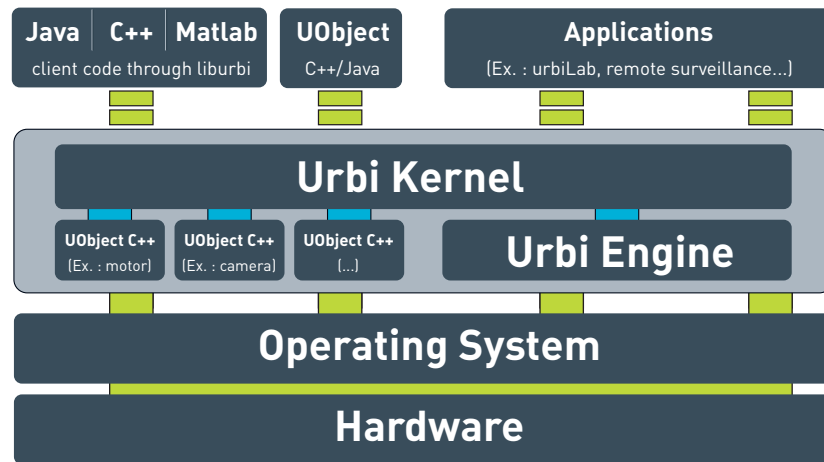 Java C++ Matlab
client code through liburbi
UObject
C++/Java
Applications
(Ex. : urbiLab, remote surveillance...)
Urbi Kernel
UObject C++
(Ex. : motor)
UObject C++
(Ex. : camera)
UObject C++
(...)
Urbi Engine
Operating System
Hardware